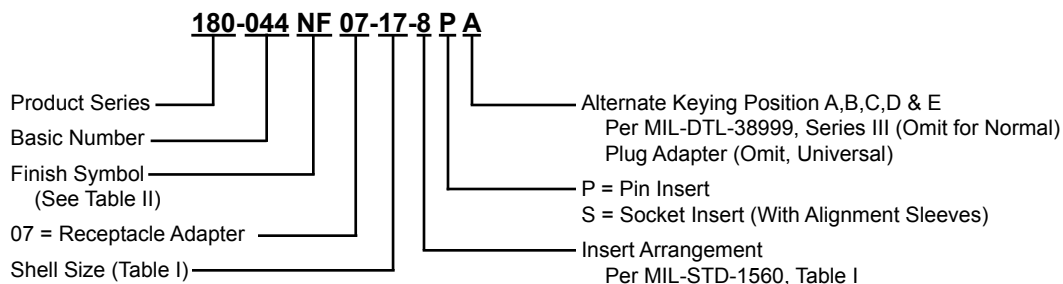 180-044 NF 07-17-8 P A
Product Series
Basic Number
Finish Symbol
(See Table II)
07 = Receptacle Adapter
Shell Size (Table I)
Alternate Keying Position A,B,C,D & E
Per MIL-DTL-38999, Series III (Omit for Normal)
Plug Adapter (Omit, Universal)
P = Pin Insert
S = Socket Insert (With Alignment Sleeves)
Insert Arrangement
Per MIL-STD-1560, Table I